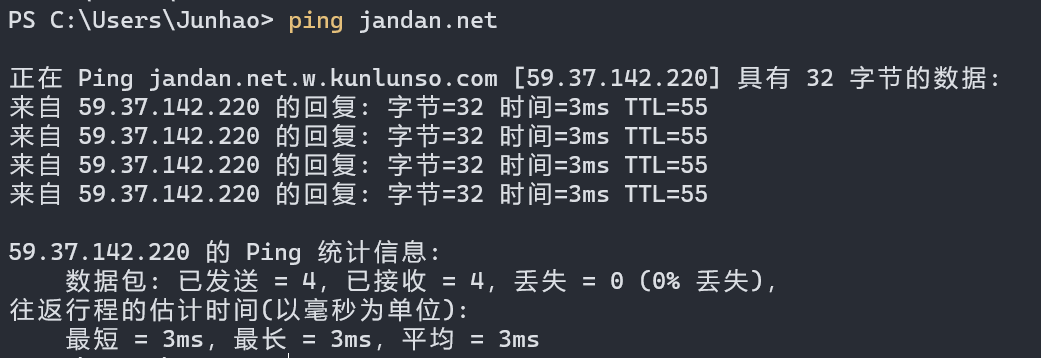 PS C:\Users\Junhao> ping jandan.net
正在 Ping jandan.net.w.kunlunso.com [59.37.142.220] 具有 32 字节的数据:
来自 59.37.142.220 的回复: 字节=32 时间=3ms TTL=55
来自 59.37.142.220 的回复: 字节=32 时间=3ms TTL=55
来自 59.37.142.220 的回复: 字节=32 时间=3ms TTL=55
来自 59.37.142.220 的回复: 字节=32 时间=3ms TTL=55
59.37.142.220 的 Ping 统计信息:
数据包: 已发送 = 4，已接收 = 4，丢失 = 0 (0% 丢失)，
往返行程的估计时间(以毫秒为单位):
最短 = 3ms，最长 = 3ms，平均 = 3ms